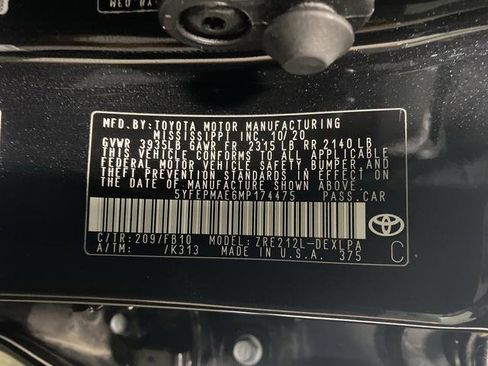 MFD.BY:TOYOTA MOTOR MANUFACTURING
MISSISSIPPI INC. 10/20
GVWR 3935LB GAWR FR 2315 LB RR 2140 LB
THIS VEHICLE CONFORMS TO ALL APPLICABLE
FEDERAL MOTOR VEHICLE SAFETY, BUMPER, AND
THEFT PREVENTION STANDARDS IN EFFECT ON
THE DATE OF MANUFACTURE SHOWN ABOVE.
5YFEPMAE6MP174475 PASS.CAR
C/TR:209/FB10 MODEL:ZRE212L-DEXLPA
A/TM: /K313 MADE IN U.S.A. 375
TOYOTA
C